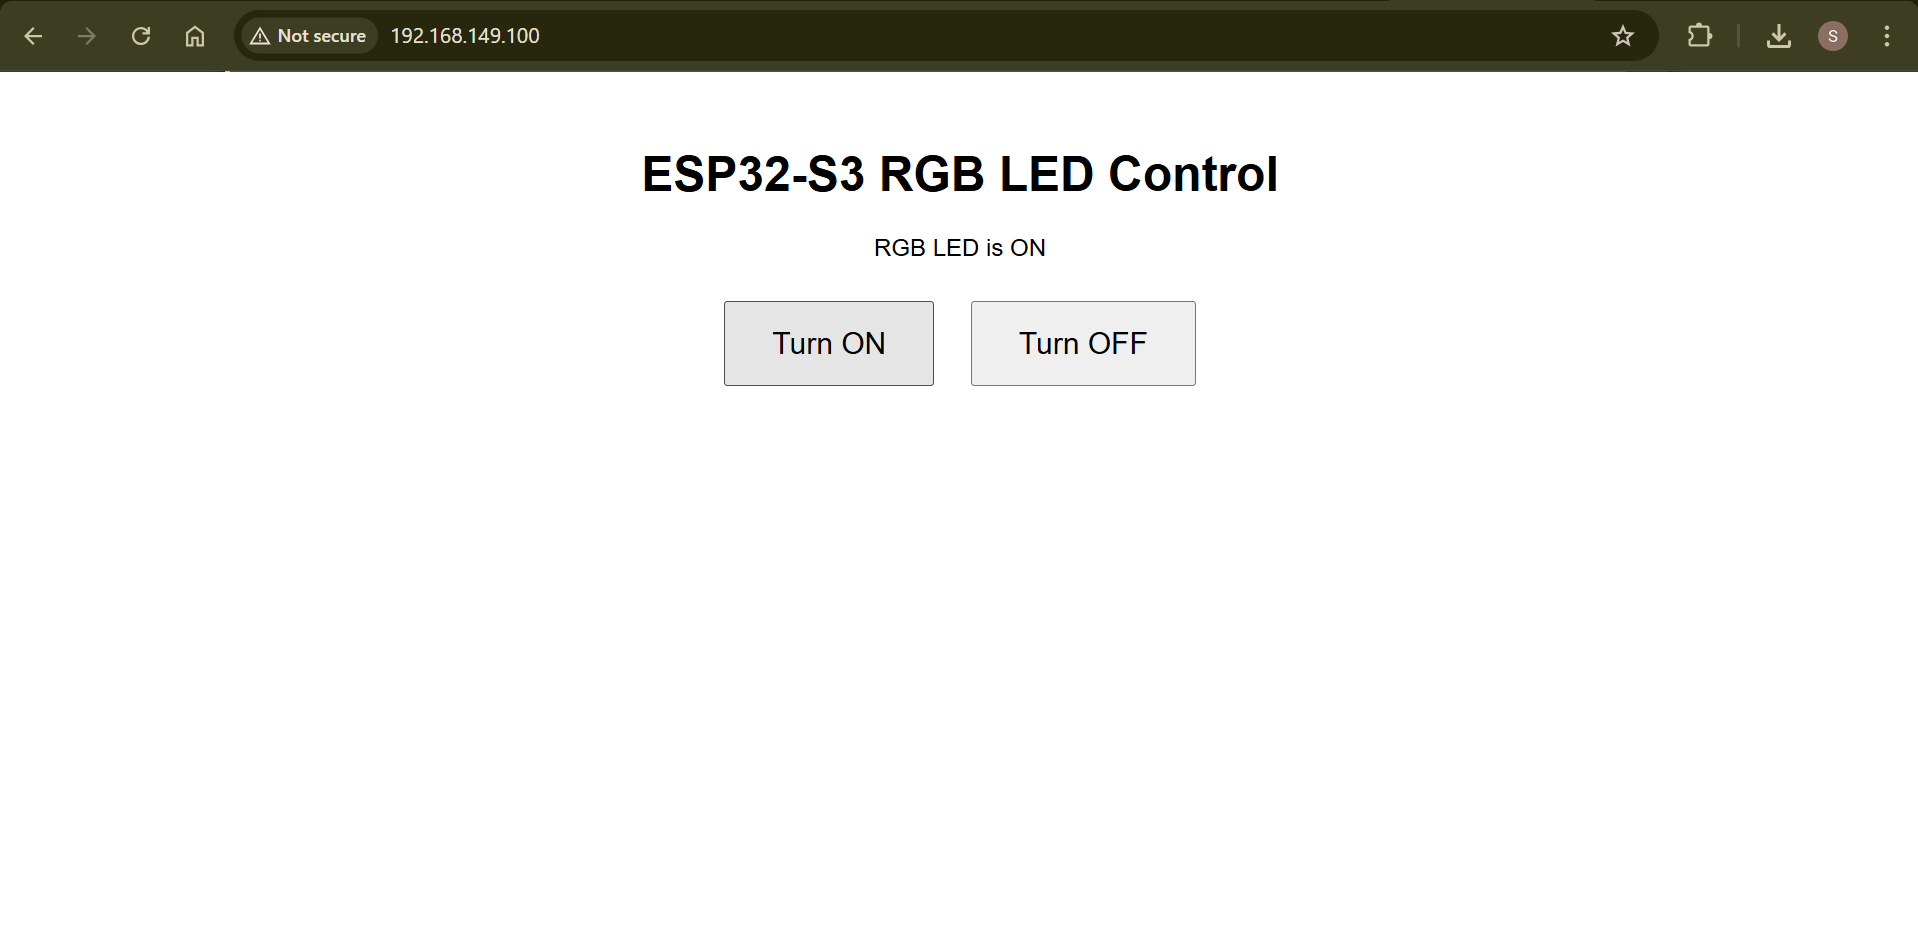 Not secure 192.168.149.100 S
ESP32-S3 RGB LED Control
RGB LED is ON
Turn ON Turn OFF